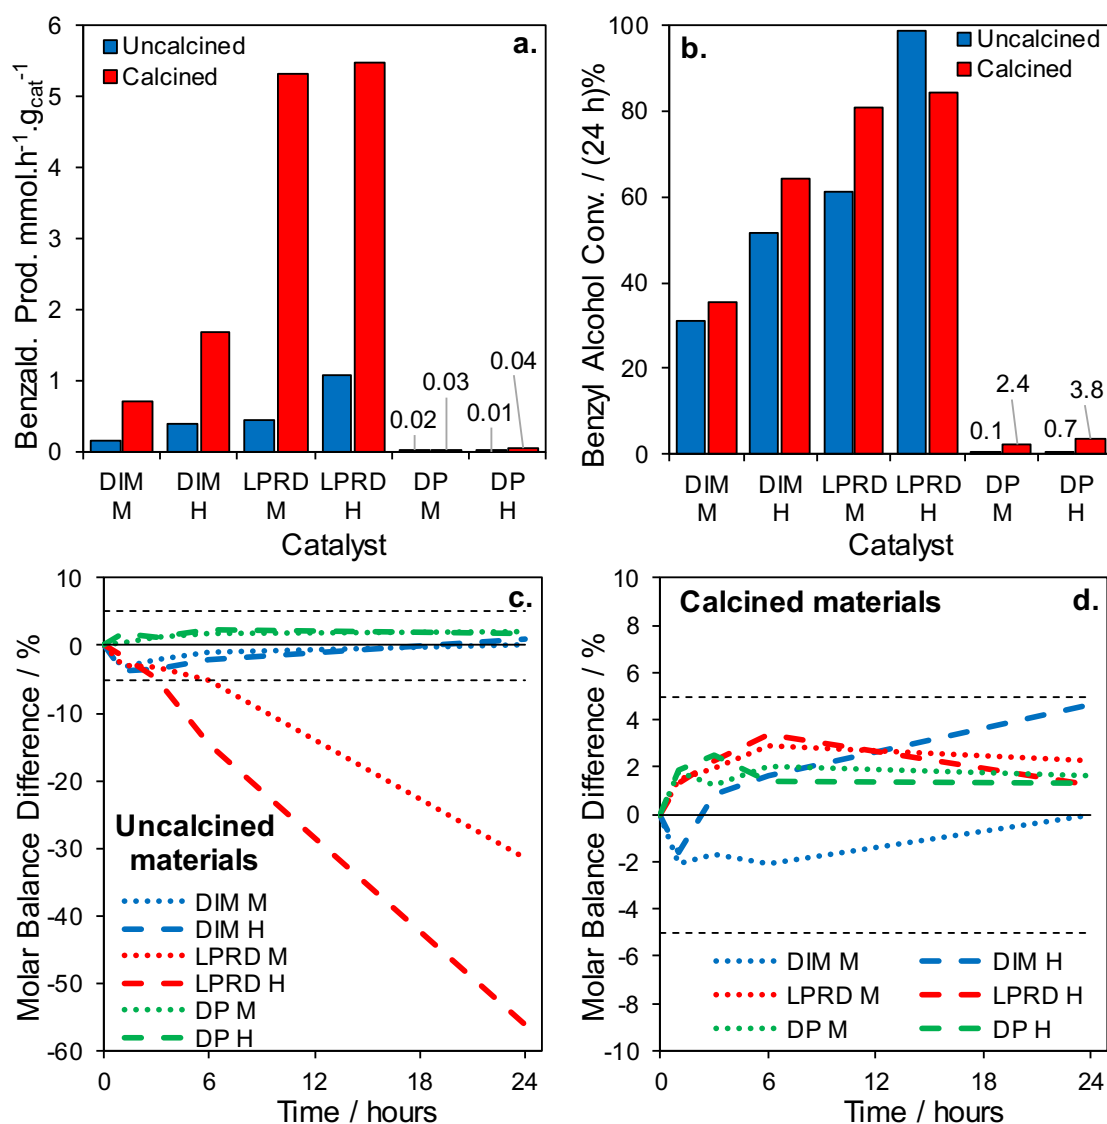 a.
Uncalcined
Calcined
Benzald. Prod. mmol.h⁻¹.g_cat⁻¹
6
5
4
3
2
1
0
0.02
0.03
0.01
0.04
DIM DIM LPRD LPRD DP DP
M H M H M H
Catalyst
b.
Uncalcined
Calcined
Benzyl Alcohol Conv. / (24 h)%
100
80
60
40
20
0
0.1
2.4
0.7
3.8
DIM DIM LPRD LPRD DP DP
M H M H M H
Catalyst
c.
Molar Balance Difference / %
10
0
-10
-20
-30
-40
-50
-60
Uncalcined
materials
DIM M
DIM H
LPRD M
LPRD H
DP M
DP H
0 6 12 18 24
Time / hours
Calcined materials
d.
Molar Balance Difference / %
10
8
6
4
2
0
-2
-4
-6
-8
-10
DIM M DIM H
LPRD M LPRD H
DP M DP H
0 6 12 18 24
Time / hours